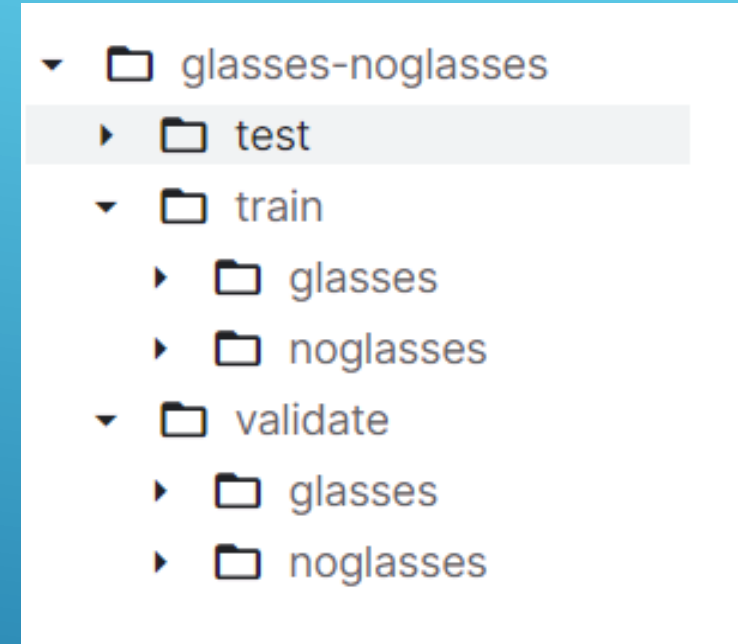 glasses-noglasses
test
train
glasses
noglasses
validate
glasses
noglasses